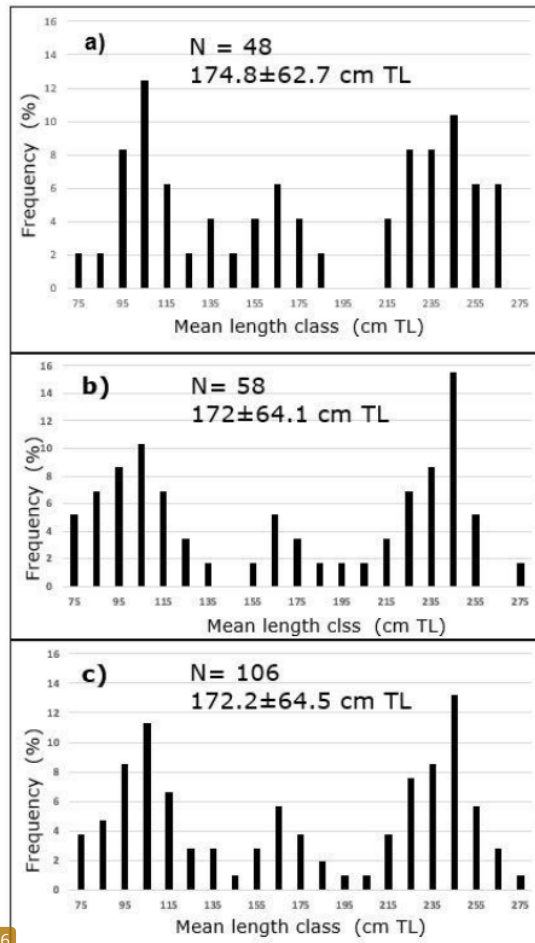 a)
N = 48
174.8±62.7 cm TL
Frequency (%)
16
14
12
10
8
6
4
2
0
75 95 115 135 155 175 195 215 235 255 275
Mean length class (cm TL)
b)
N= 58
172±64.1 cm TL
Frequency (%)
16
14
12
10
8
6
4
2
0
75 95 115 135 155 175 195 215 235 255 275
Mean length clss (cm TL)
c)
N= 106
172.2±64.5 cm TL
Frequency (%)
16
14
12
10
8
6
4
2
0
75 95 115 135 155 175 195 215 235 255 275
Mean length class (cm TL)
6